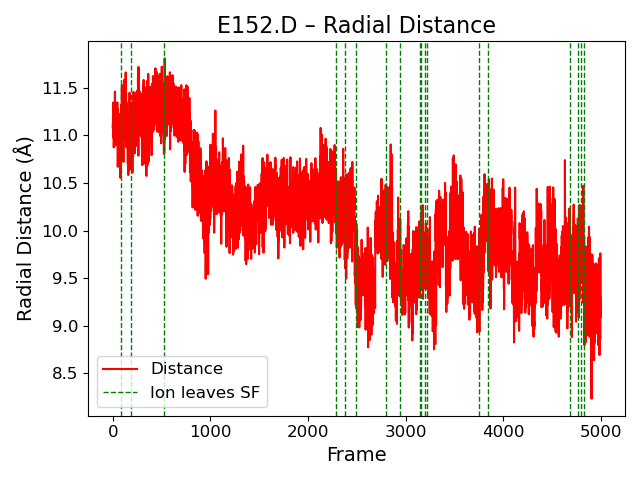 E152.D – Radial Distance
Radial Distance (Å)
11.5
11.0
10.5
10.0
9.5
9.0
8.5
Distance
Ion leaves SF
0
1000
2000
3000
4000
5000
Frame